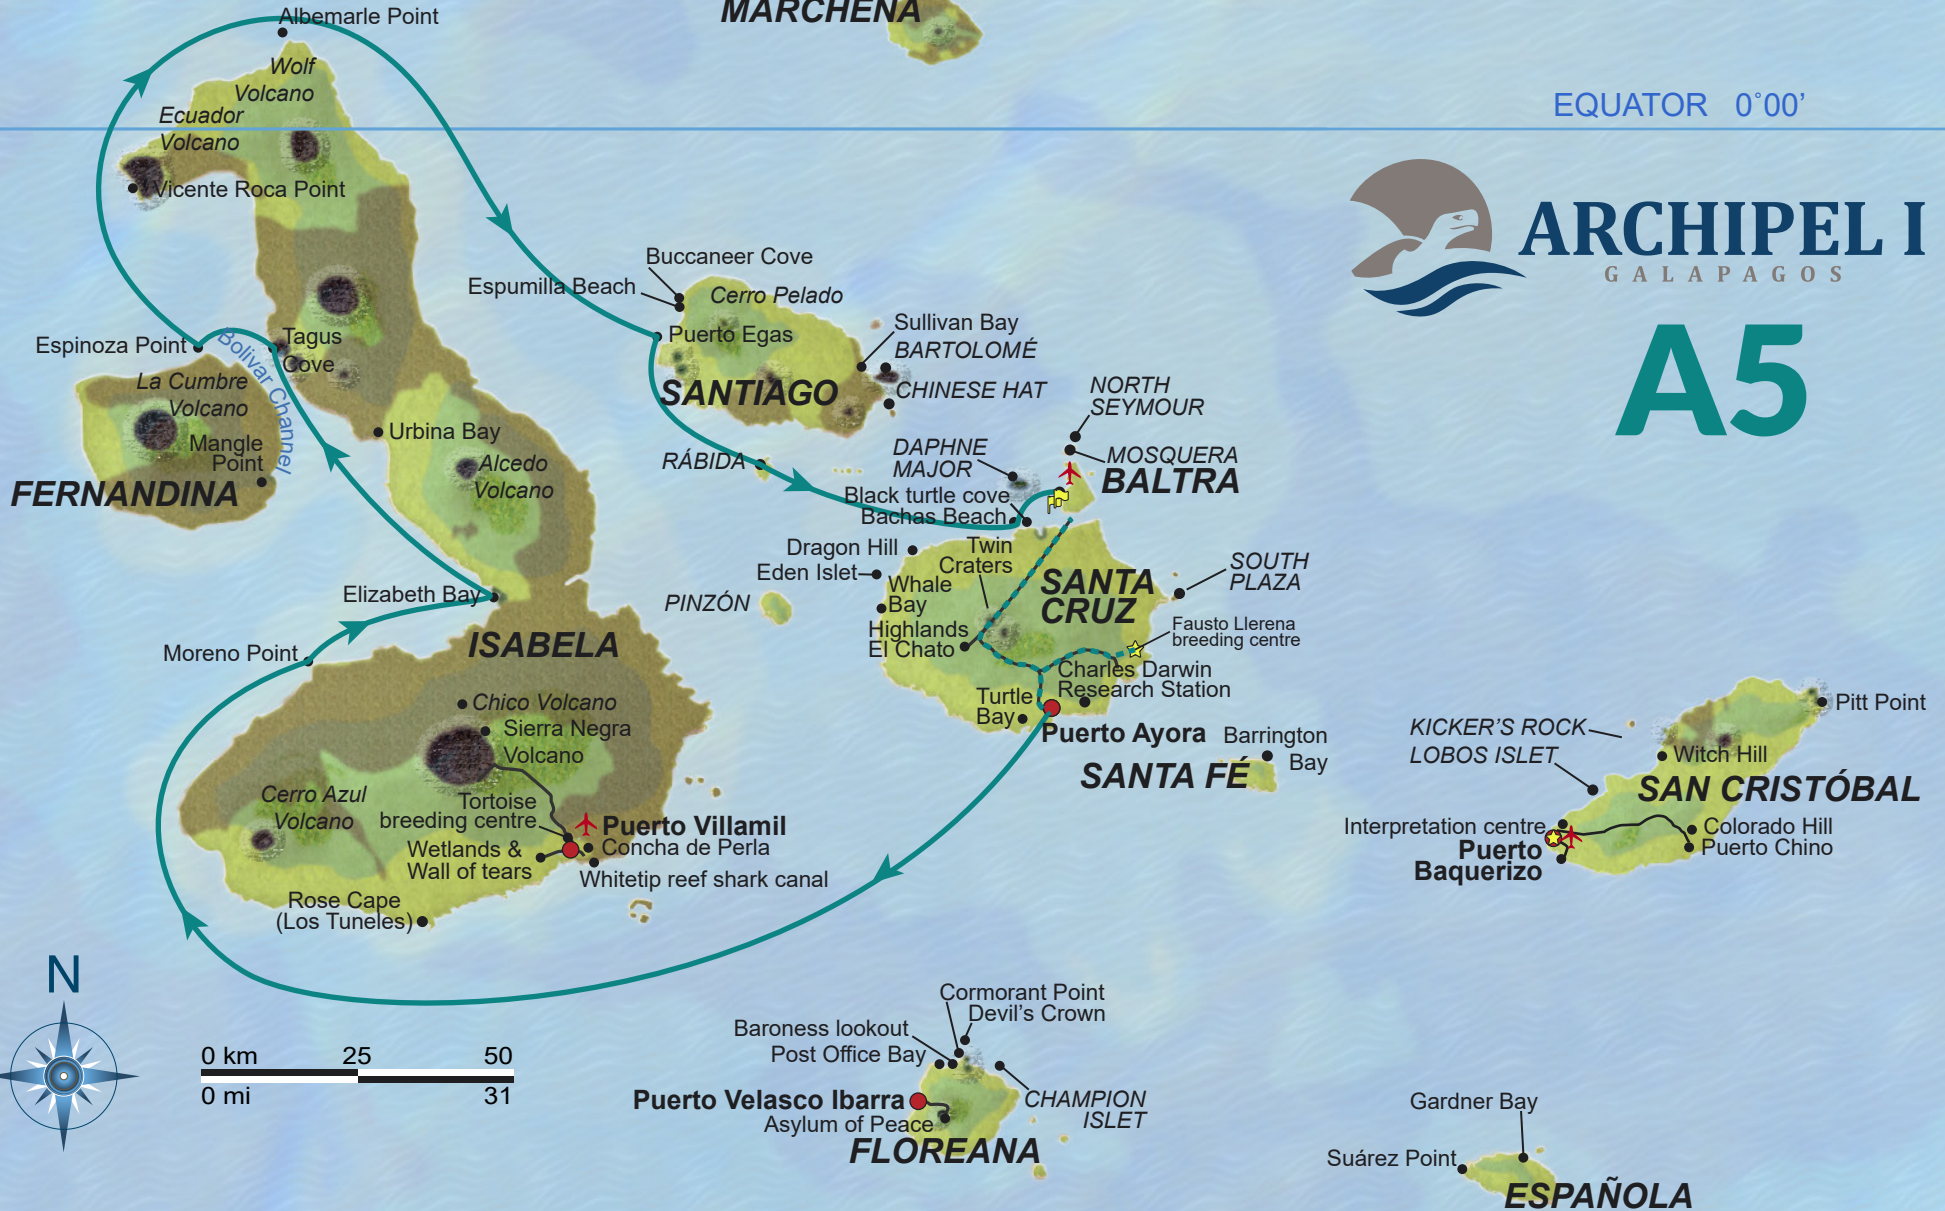 MARCHENA
Albemarle Point
Wolf
Volcano
Ecuador
Volcano
Vicente Roca Point
EQUATOR 0°00'
ARCHIPEL I
GALAPAGOS
A5
Buccaneer Cove
Espumilla Beach
Cerro Pelado
Puerto Egas
SANTIAGO
Sullivan Bay
BARTOLOMÉ
CHINESE HAT
Espinoza Point
Bolivar Channel
Tagus
Cove
La Cumbre
Volcano
Mangle
Point
FERNANDINA
Urbina Bay
Alcedo
Volcano
RÁBIDA
NORTH
SEYMOUR
DAPHNE
MAJOR
MOSQUERA
BALTRA
Black turtle cove
Bachas Beach
Dragon Hill
Eden Islet
Twin
Craters
Whale
Bay
SANTA
CRUZ
SOUTH
PLAZA
PINZÓN
Highlands
El Chato
Fausto Llerena
breeding centre
Charles Darwin
Research Station
Turtle
Bay
Puerto Ayora
Barrington
Bay
SANTA FÉ
Elizabeth Bay
Moreno Point
ISABELA
Chico Volcano
Sierra Negra
Volcano
Cerro Azul
Volcano
Tortoise
breeding centre
Puerto Villamil
Wetlands &
Wall of tears
Concha de Perla
Whitetip reef shark canal
Rose Cape
(Los Tuneles)
Pitt Point
KICKER'S ROCK
LOBOS ISLET
Witch Hill
SAN CRISTÓBAL
Interpretation centre
Puerto
Baquerizo
Colorado Hill
Puerto Chino
N
0 km 25 50
0 mi 31
Cormorant Point
Devil's Crown
Baroness lookout
Post Office Bay
Puerto Velasco Ibarra
Asylum of Peace
CHAMPION
ISLET
FLOREANA
Gardner Bay
Suárez Point
ESPAÑOLA